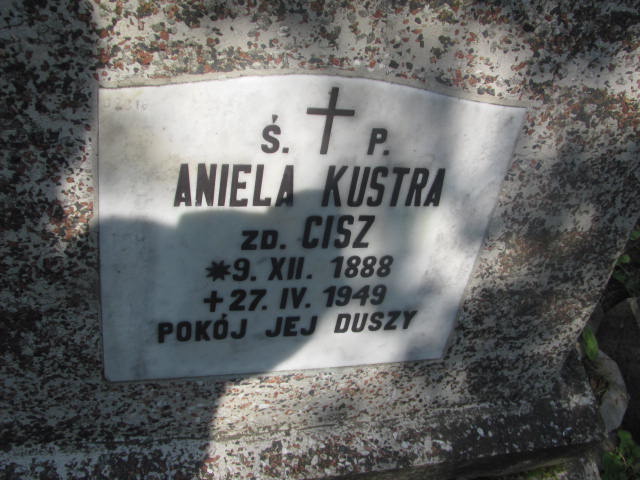 Ś. P.
ANIELA KUSTRA
ZD. CISZ
*9. XII. 1888
+27. IV. 1949
POKÓJ JEJ DUSZY